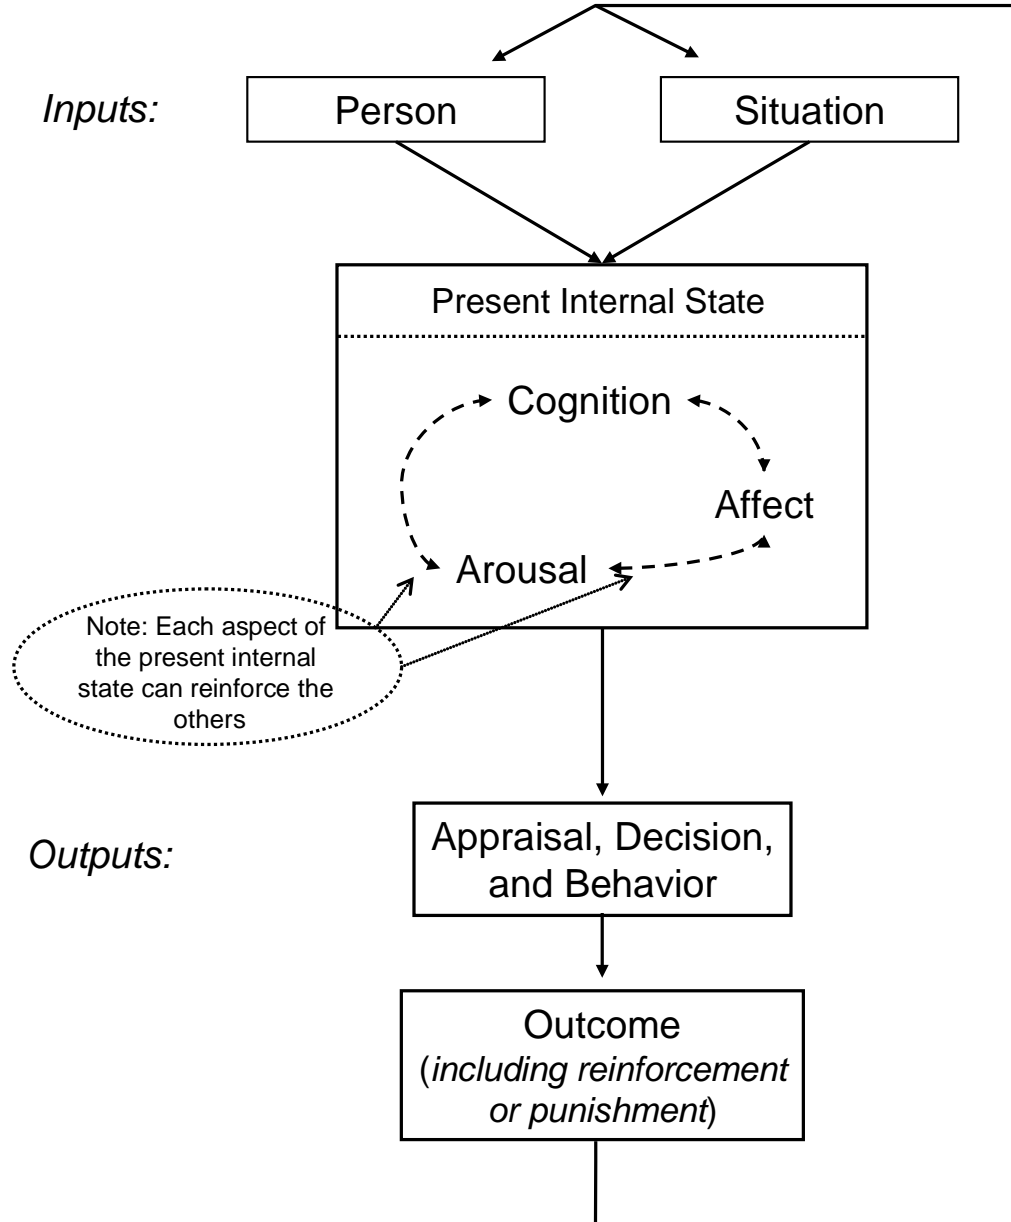 Inputs:
Person
Situation
Present Internal State
Cognition
Affect
Arousal
Note: Each aspect of
the present internal
state can reinforce the
others
Outputs:
Appraisal, Decision,
and Behavior
Outcome
(including reinforcement
or punishment)